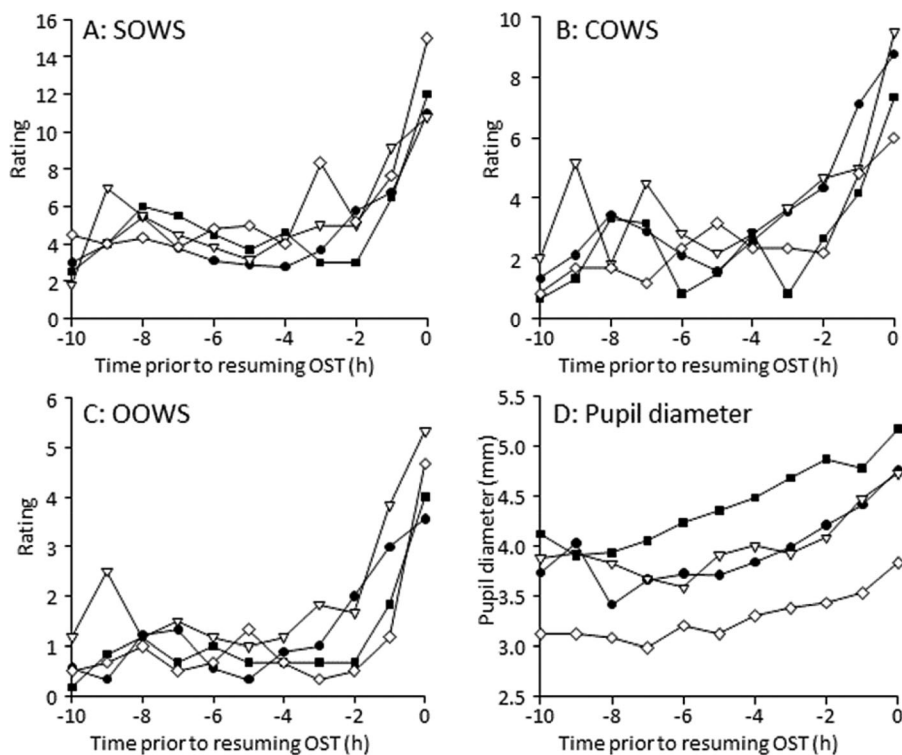 A: SOWS
Rating
16
14
12
10
8
6
4
2
0
-10 -8 -6 -4 -2 0
Time prior to resuming OST (h)
B: COWS
Rating
10
8
6
4
2
0
-10 -8 -6 -4 -2 0
Time prior to resuming OST (h)
C: OOWS
Rating
6
5
4
3
2
1
0
-10 -8 -6 -4 -2 0
Time prior to resuming OST (h)
D: Pupil diameter
Pupil diameter (mm)
5.5
5.0
4.5
4.0
3.5
3.0
2.5
-10 -8 -6 -4 -2 0
Time prior to resuming OST (h)